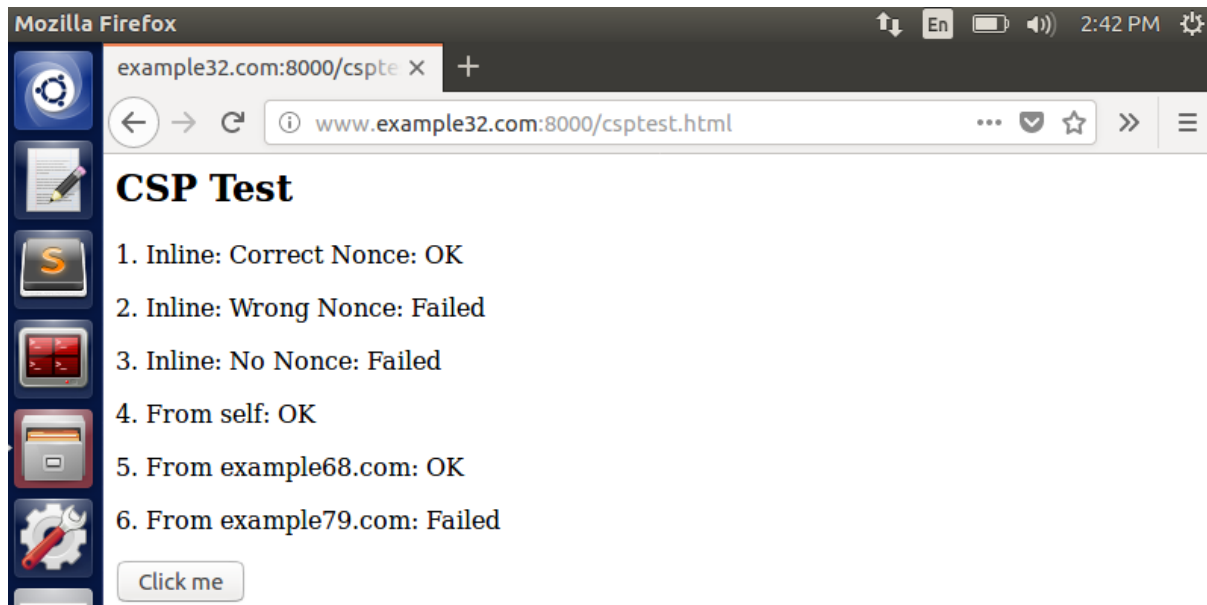 Mozilla Firefox En 2:42 PM
example32.com:8000/cspte
www.example32.com:8000/csptest.html
CSP Test
1. Inline: Correct Nonce: OK
2. Inline: Wrong Nonce: Failed
3. Inline: No Nonce: Failed
4. From self: OK
5. From example68.com: OK
6. From example79.com: Failed
Click me